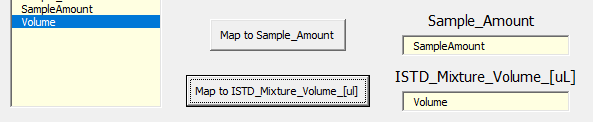 SampleAmount
Volume
Map to Sample_Amount
Map to ISTD_Mixture_Volume_[ul]
Sample_Amount
SampleAmount
ISTD_Mixture_Volume_[uL]
Volume